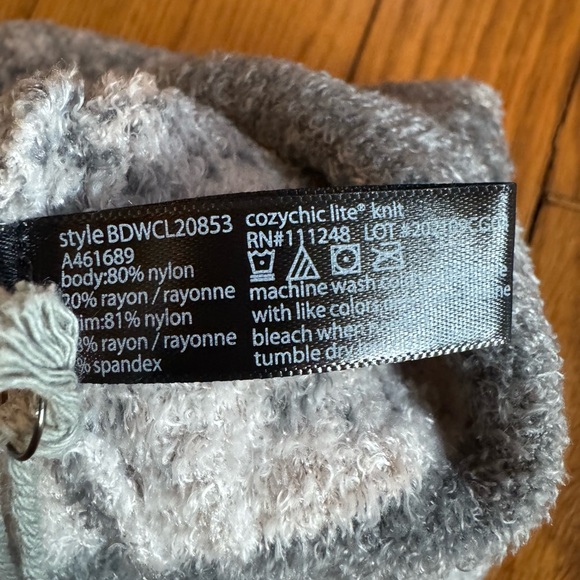 style BDWCL20853
A461689
body:80% nylon
20% rayon / rayonne
81% nylon
rayon / rayonne
spandex
cozychic lite® knit
RN#111248 LOT
machine wash
with like
bleach when
tumble dry